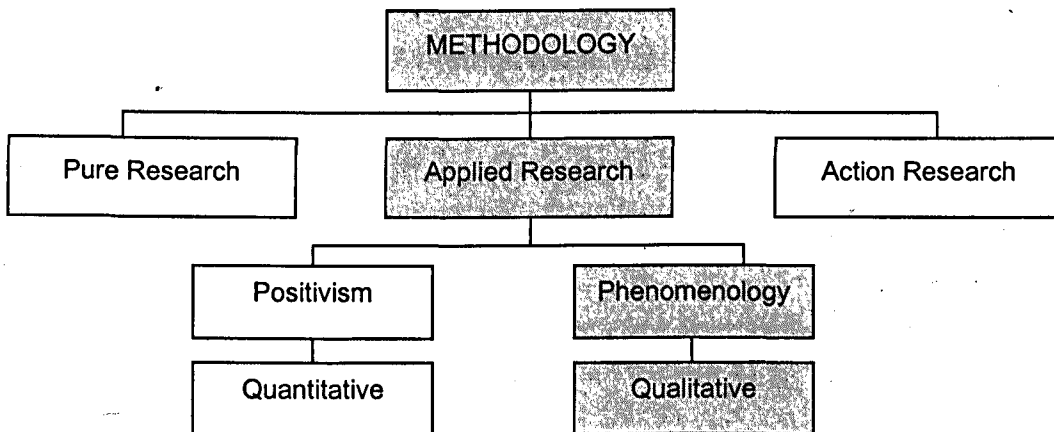 METHODOLOGY
Pure Research
Applied Research
Action Research
Positivism
Phenomenology
Quantitative
Qualitative